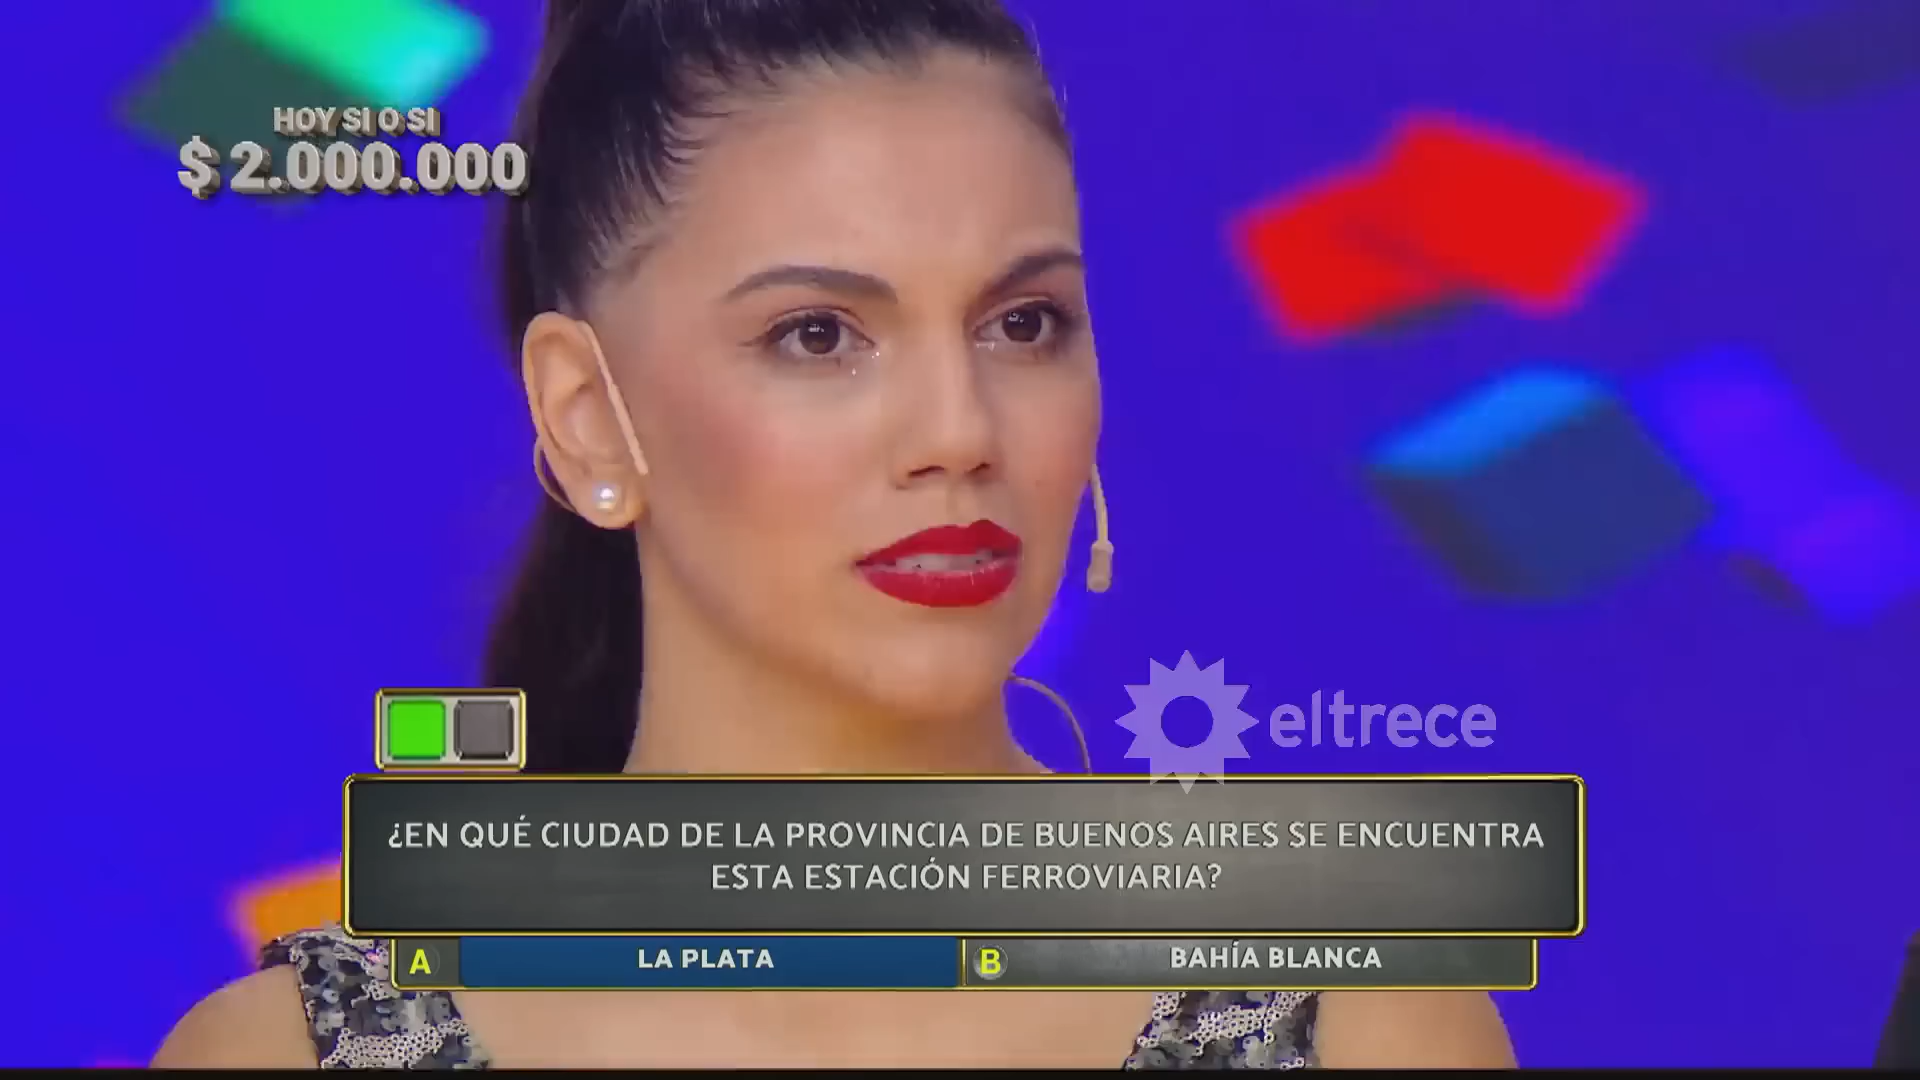 HOY SI O SI
$ 2.000.000
eltrece
¿EN QUÉ CIUDAD DE LA PROVINCIA DE BUENOS AIRES SE ENCUENTRA
ESTA ESTACIÓN FERROVIARIA?
A LA PLATA
B BAHÍA BLANCA